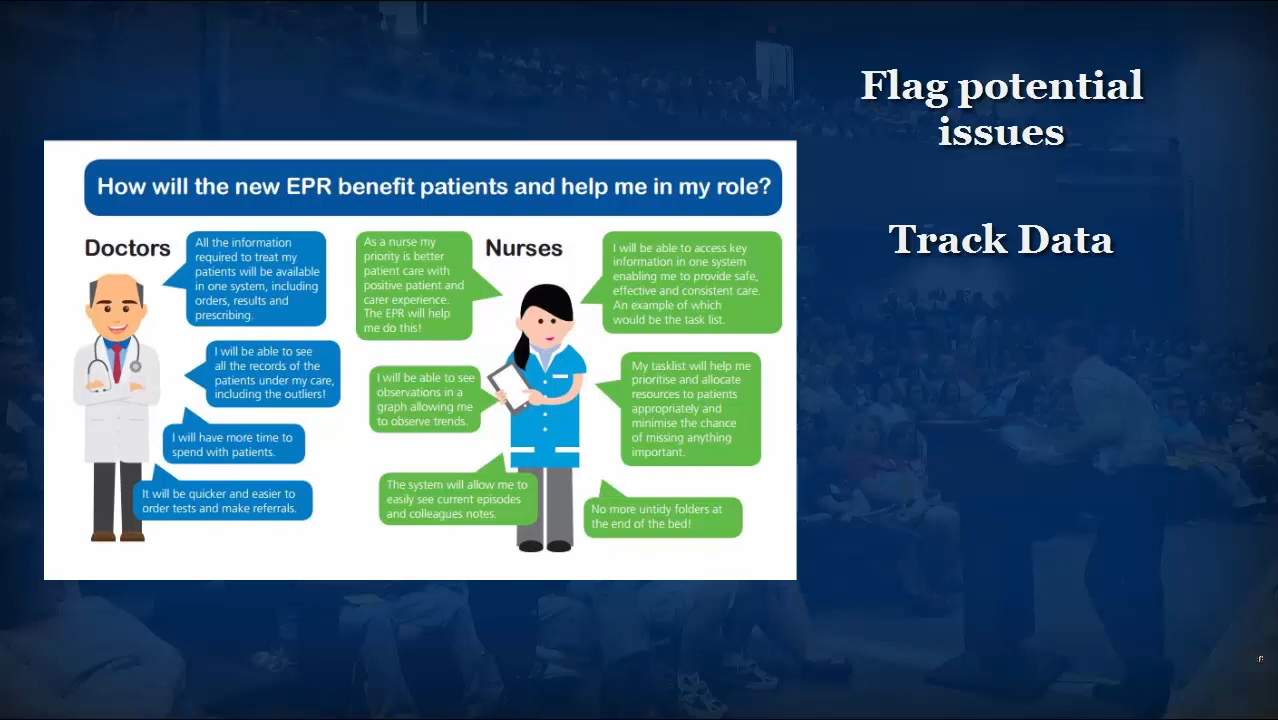 Flag potential
issues
Track Data
How will the new EPR benefit patients and help me in my role?
Doctors
All the information
required to treat my
patients will be available
in one system, including
orders, results and
prescribing.
I will be able to see
all the records of the
patients under my care,
including the outliers!
I will have more time to
spend with patients.
It will be quicker and easier to
order tests and make referrals.
Nurses
As a nurse my
priority is better
patient care with
positive patient and
carer experience.
The EPR will help
me do this!
I will be able to see
observations in a
graph allowing me
to observe trends.
The system will allow me to
easily see current episodes
and colleagues notes.
I will be able to access key
information in one system
enabling me to provide safe,
effective and consistent care.
An example of which
would be the task list.
My tasklist will help me
prioritise and allocate
resources to patients
appropriately and
minimise the chance
of missing anything
important.
No more untidy folders at
the end of the bed!